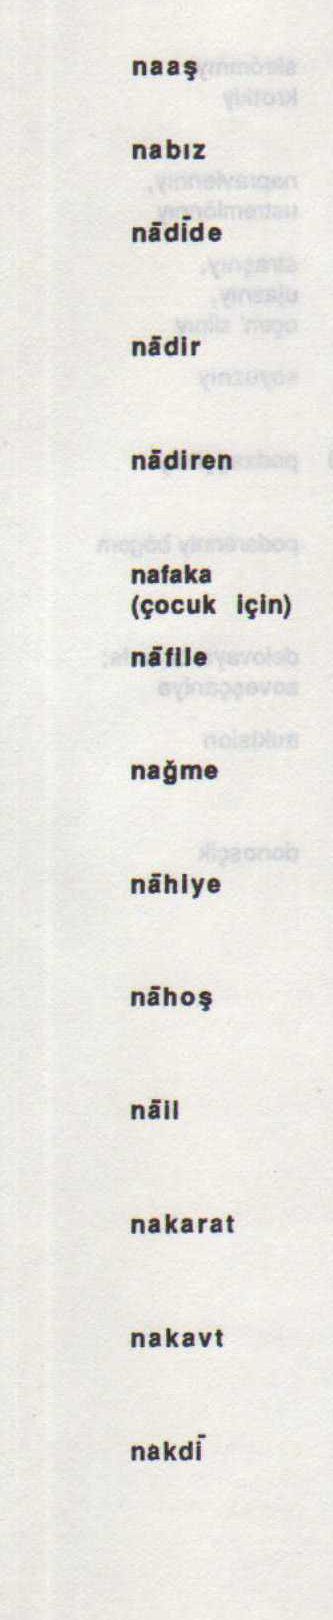 naaş
nabız
nādīde
nādir
nādiren
nafaka
(çocuk için)
nāfile
nağme
nāhiye
nāhoş
nāil
nakarat
nakavt
nakdī